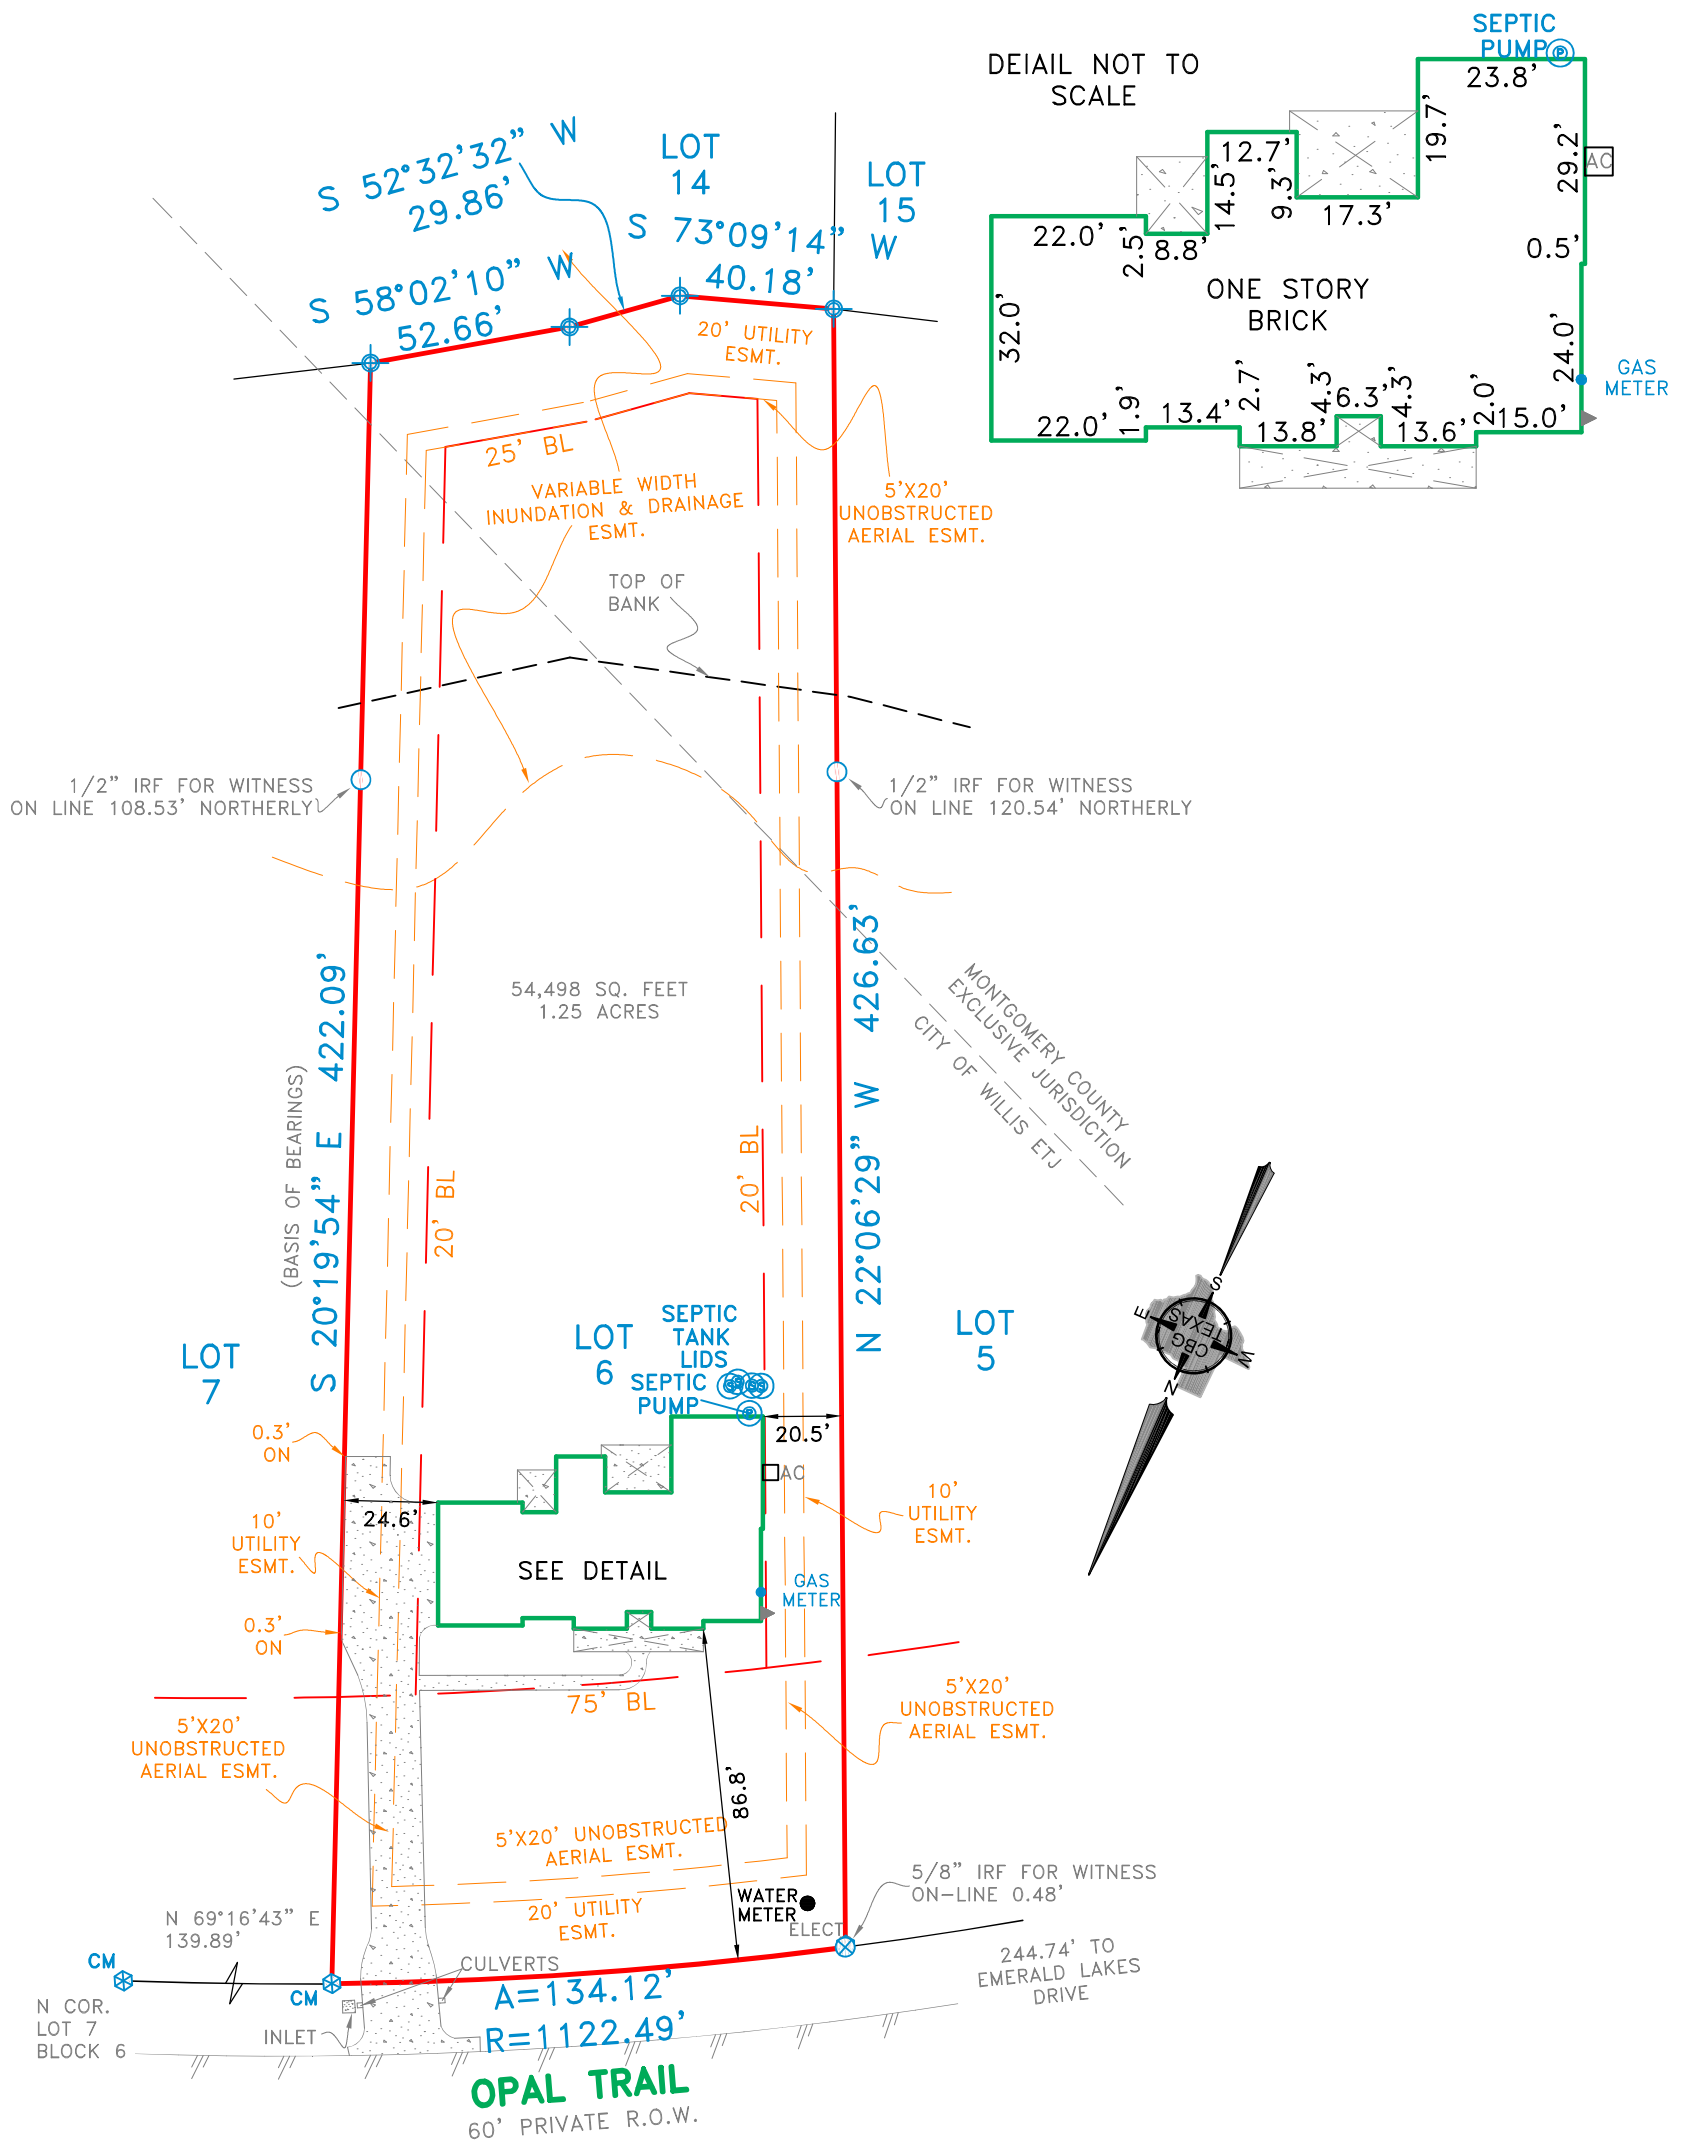 SEPTIC
PUMP
P
DEIAIL NOT TO
SCALE
23.8'
19.7'
29.2'
AC
12.7'
14.5'
9.3'
17.3'
22.0'
2.5'
8.8'
0.5'
ONE STORY
BRICK
32.0'
24.0'
GAS
METER
22.0'
1.9'
13.4'
2.7'
13.8'
4.3'
6.3'
4.3'
13.6'
2.0'
15.0'
S 52°32'32" W
29.86'
LOT
14
LOT
15
S 73°09'14" W
40.18'
S 58°02'10" W
52.66'
20' UTILITY
ESMT.
25' BL
VARIABLE WIDTH
INUNDATION & DRAINAGE
ESMT.
5'X20'
UNOBSTRUCTED
AERIAL ESMT.
TOP OF
BANK
1/2" IRF FOR WITNESS
ON LINE 108.53' NORTHERLY
1/2" IRF FOR WITNESS
ON LINE 120.54' NORTHERLY
54,498 SQ. FEET
1.25 ACRES
S 20°19'54" E 422.09'
(BASIS OF BEARINGS)
N 22°06'29" W 426.63'
MONTGOMERY COUNTY
EXCLUSIVE JURISDICTION
CITY OF WILLIS ETJ
20' BL
20' BL
S
E
W
N
TEXAS
CBG
LOT
7
LOT
6
LOT
5
SEPTIC
TANK
LIDS
S
S
S
S
SEPTIC
PUMP
P
20.5'
AC
0.3'
ON
24.6'
10'
UTILITY
ESMT.
10'
UTILITY
ESMT.
SEE DETAIL
GAS
METER
0.3'
ON
75' BL
5'X20'
UNOBSTRUCTED
AERIAL ESMT.
5'X20'
UNOBSTRUCTED
AERIAL ESMT.
86.8'
5'X20' UNOBSTRUCTED
AERIAL ESMT.
WATER
METER
ELECT
5/8" IRF FOR WITNESS
ON-LINE 0.48'
20' UTILITY
ESMT.
N 69°16'43" E
139.89'
CM
CM
CULVERTS
244.74' TO
EMERALD LAKES
DRIVE
N COR.
LOT 7
BLOCK 6
INLET
A=134.12'
R=1122.49'
OPAL TRAIL
60' PRIVATE R.O.W.